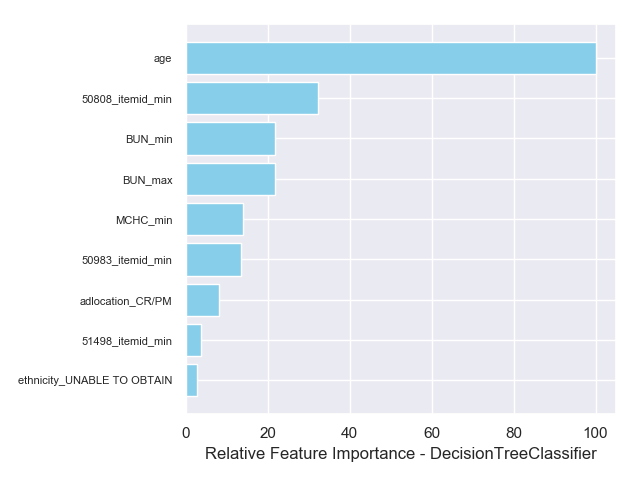 age
50808_itemid_min
BUN_min
BUN_max
MCHC_min
50983_itemid_min
adlocation_CR/PM
51498_itemid_min
ethnicity_UNABLE TO OBTAIN
0 20 40 60 80 100
Relative Feature Importance - DecisionTreeClassifier